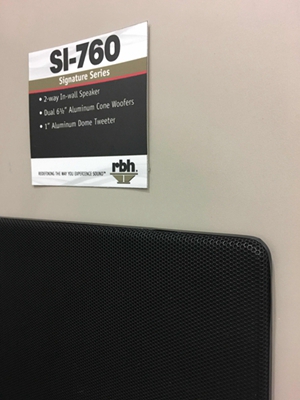 SI-760
Signature Series
• 2-way In-wall Speaker
• Dual 6½" Aluminum Cone Woofers
• 1" Aluminum Dome Tweeter
rbh.
REDEFINING THE WAY YOU EXPERIENCE SOUND™